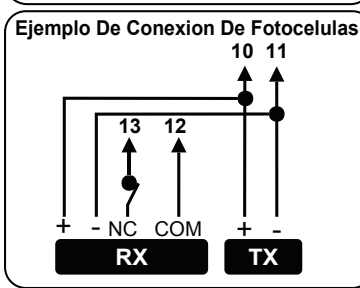 Ejemplo De Conexion De Fotocelulas
10 11
13 12
+ - NC COM + -
RX TX